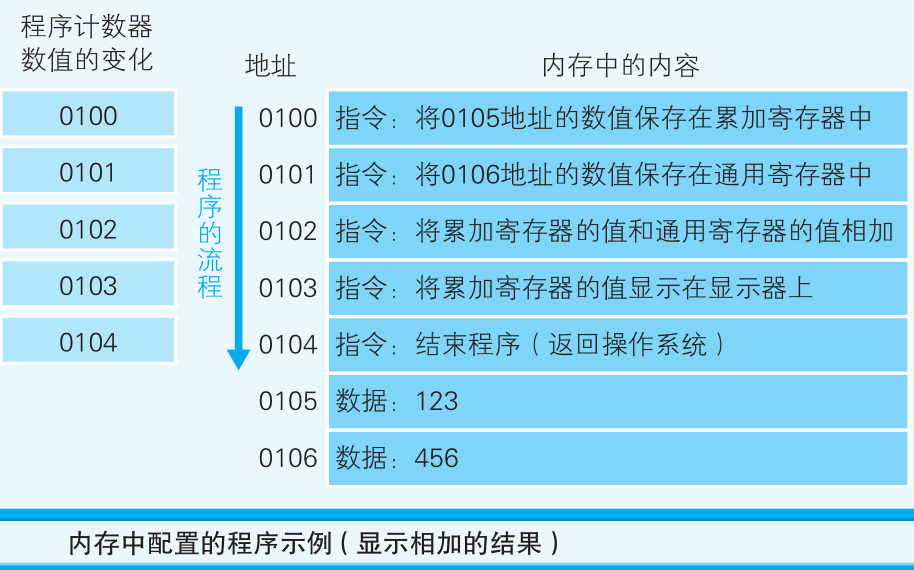 程序计数器
数值的变化
地址
内存中的内容
0100
0101
0102
0103
0104
程序的流程
0100 指令：将0105地址的数值保存在累加寄存器中
0101 指令：将0106地址的数值保存在通用寄存器中
0102 指令：将累加寄存器的值和通用寄存器的值相加
0103 指令：将累加寄存器的值显示在显示器上
0104 指令：结束程序（返回操作系统）
0105 数据：123
0106 数据：456
内存中配置的程序示例（显示相加的结果）